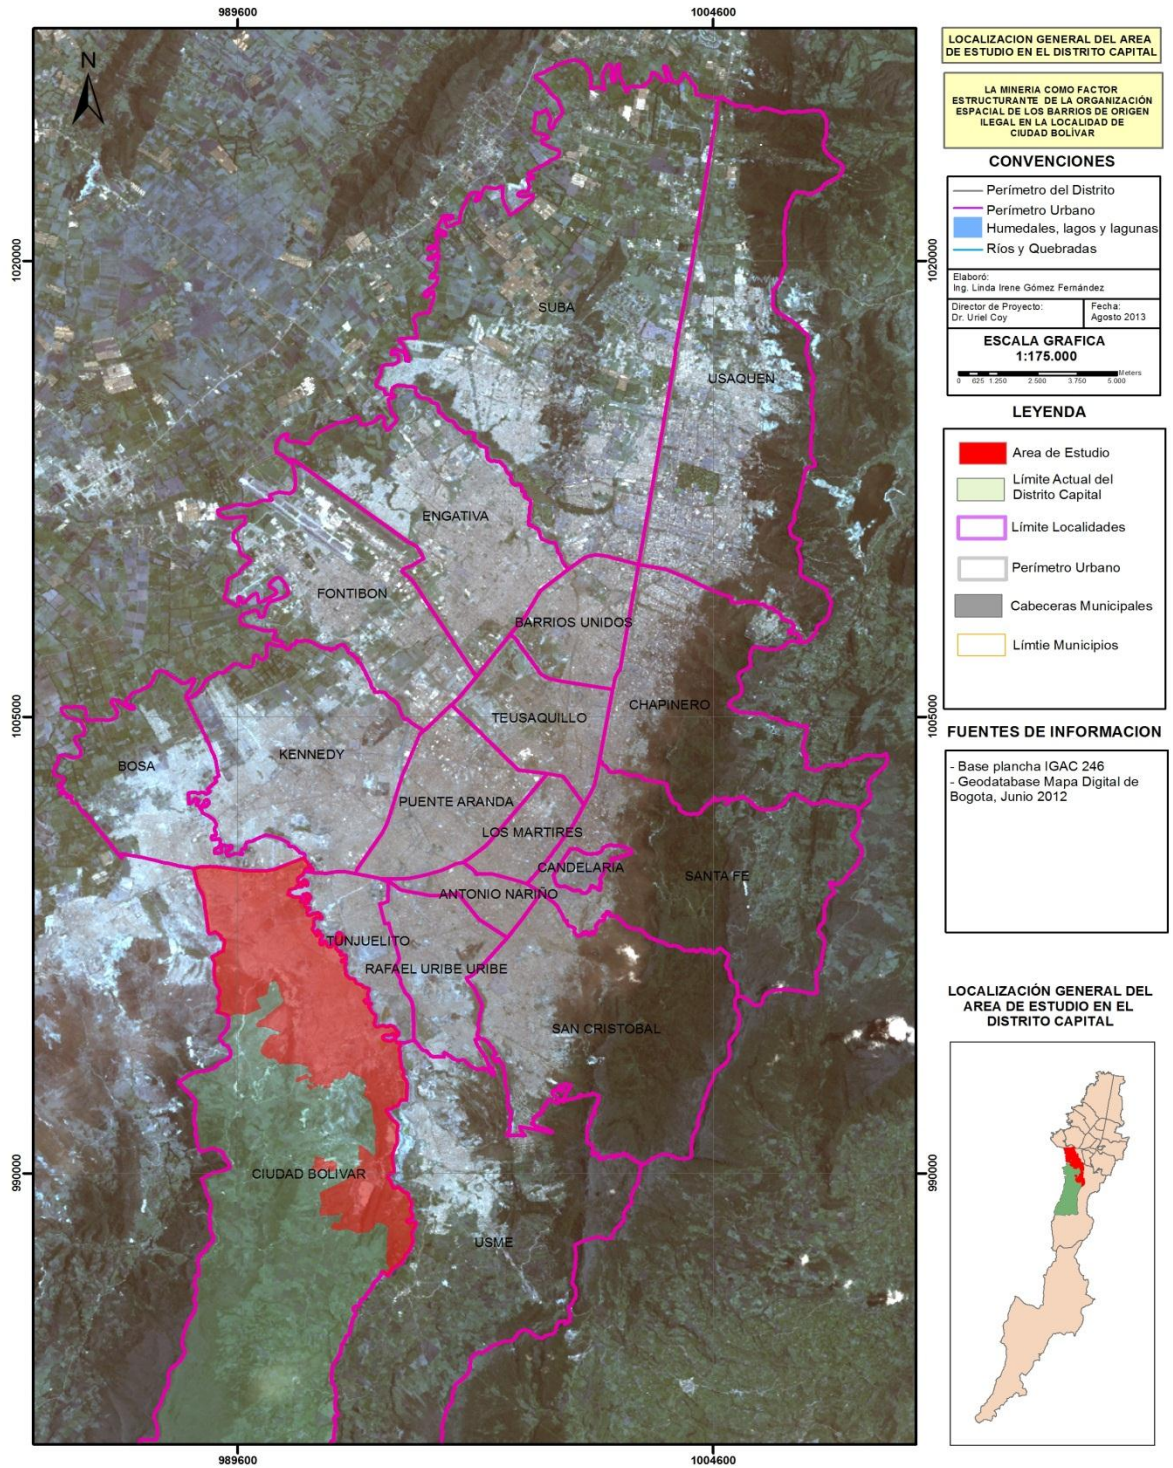 989600
1004600
N
1020000
1020000
SUBA
USAQUEN
ENGATIVA
FONTIBON
BARRIOS UNIDOS
CHAPINERO
TEUSAQUILLO
1005000
1005000
BOSA
KENNEDY
PUENTE ARANDA
LOS MARTIRES
CANDELARIA
SANTA FE
ANTONIO NARIÑO
TUNJUELITO
RAFAEL URIBE URIBE
SAN CRISTOBAL
990000
990000
CIUDAD BOLIVAR
USME
989600
1004600
LOCALIZACION GENERAL DEL AREA
DE ESTUDIO EN EL DISTRITO CAPITAL
LA MINERIA COMO FACTOR
ESTRUCTURANTE DE LA ORGANIZACIÓN
ESPACIAL DE LOS BARRIOS DE ORIGEN
ILEGAL EN LA LOCALIDAD DE
CIUDAD BOLÍVAR
CONVENCIONES
Perímetro del Distrito
Perímetro Urbano
Humedales, lagos y lagunas
Ríos y Quebradas
Elaboró:
Ing. Linda Irene Gómez Fernández
Director de Proyecto:
Dr. Uriel Coy
Fecha:
Agosto 2013
ESCALA GRAFICA
1:175.000
Meters
0 625 1.250 2.500 3.750 5.000
LEYENDA
Area de Estudio
Límite Actual del
Distrito Capital
Límite Localidades
Perímetro Urbano
Cabeceras Municipales
Límtie Municipios
FUENTES DE INFORMACION
- Base plancha IGAC 246
- Geodatabase Mapa Digital de
Bogota, Junio 2012
LOCALIZACIÓN GENERAL DEL
AREA DE ESTUDIO EN EL
DISTRITO CAPITAL